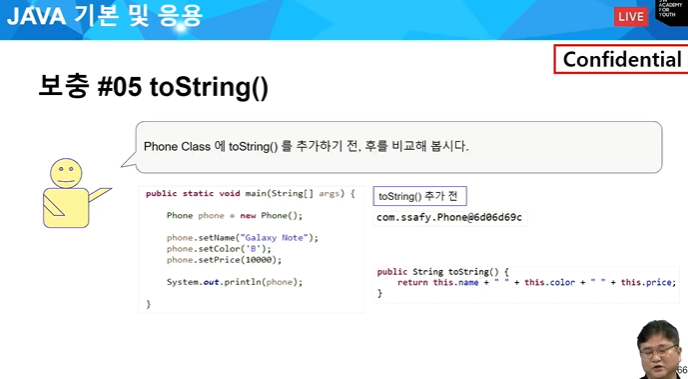 JAVA 기본 및 응용
LIVE
ACADEMY
FOR
YOUTH
Confidential
보충 #05 toString()
Phone Class 에 toString() 를 추가하기 전, 후를 비교해 봅시다.
public static void main(String[] args) {
Phone phone = new Phone();
phone.setName("Galaxy Note");
phone.setColor('B');
phone.setPrice(10000);
System.out.println(phone);
}
toString() 추가 전
com.ssafy.Phone@6d06d69c
public String toString() {
return this.name + " " + this.color + " " + this.price;
}
66